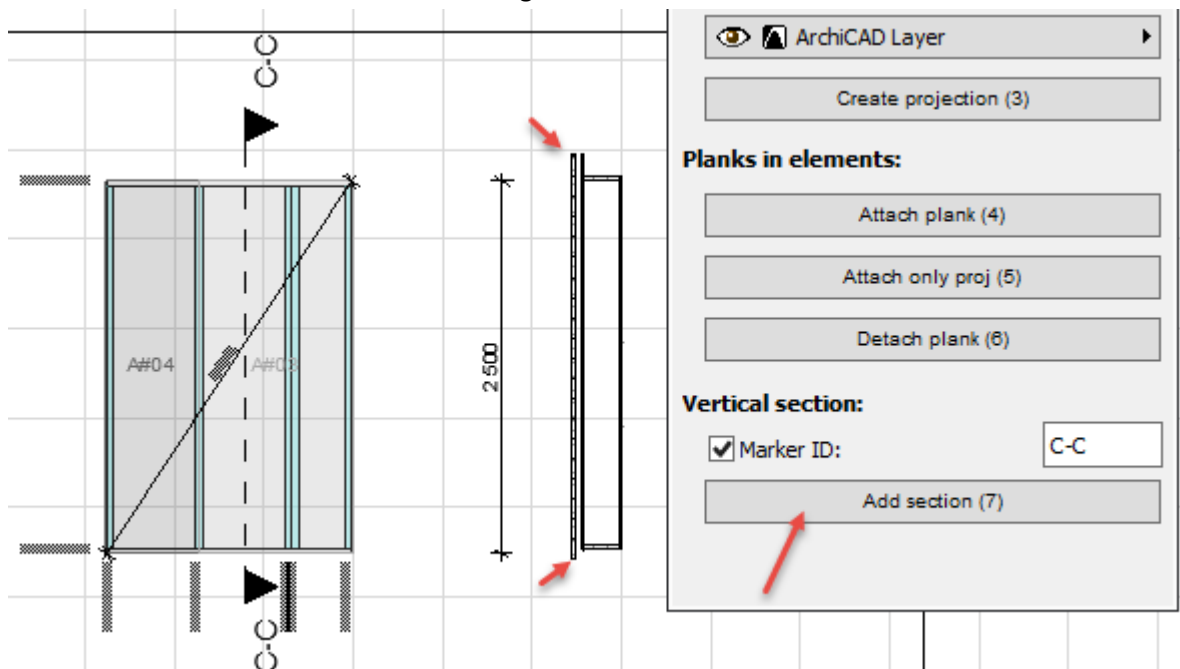 C-C
ArchiCAD Layer
Create projection (3)
Planks in elements:
Attach plank (4)
Attach only proj (5)
A#04
A#03
2 500
Detach plank (6)
Vertical section:
Marker ID:
C-C
Add section (7)
C-C